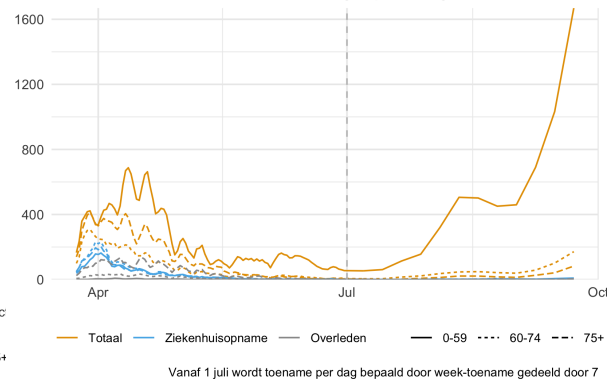 1600
1200
800
400
0
Apr
Jul
Oct
Totaal Ziekenhuisopname Overleden 0-59 60-74 75+
Vanaf 1 juli wordt toename per dag bepaald door week-toename gedeeld door 7